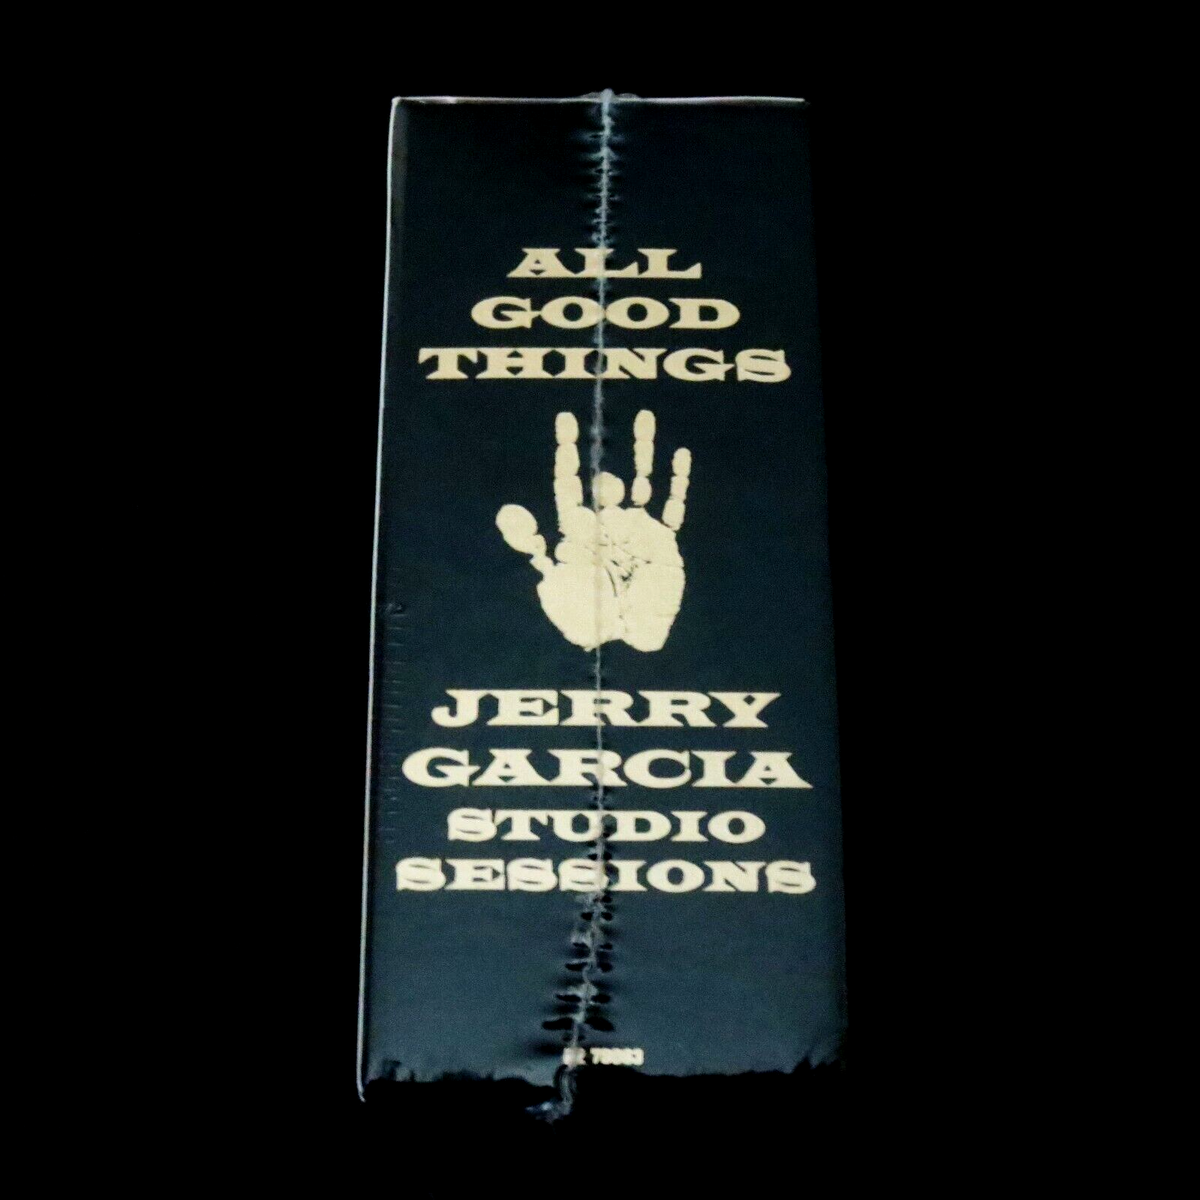 ALL
GOOD
THINGS
JERRY
GARCIA
STUDIO
SESSIONS